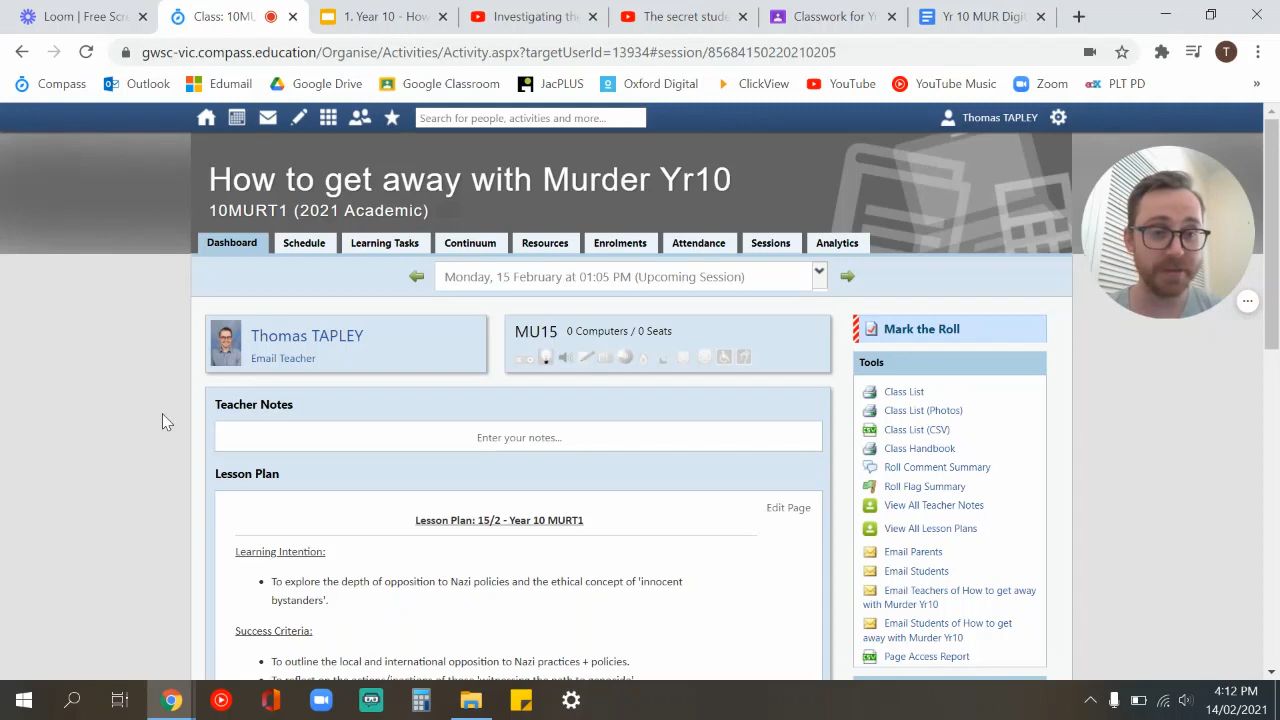 Loom | Free Scre
Class: 10MU
1. Year 10 - How
Investigating the
The secret stude
Classwork for Y
Yr 10 MUR Digit
gwsc-vic.compass.education/Organise/Activities/Activity.aspx?targetUserId=13934#session/85684150220210205
T
Compass
Outlook
Edumail
Google Drive
Google Classroom
JacPLUS
Oxford Digital
ClickView
YouTube
YouTube Music
Zoom
PLT PD
»
Search for people, activities and more...
Thomas TAPLEY
How to get away with Murder Yr10
10MURT1 (2021 Academic)
Dashboard
Schedule
Learning Tasks
Continuum
Resources
Enrolments
Attendance
Sessions
Analytics
Monday, 15 February at 01:05 PM (Upcoming Session)
Thomas TAPLEY
Email Teacher
MU15 0 Computers / 0 Seats
Mark the Roll
Tools
Class List
Class List (Photos)
Class List (CSV)
Class Handbook
Roll Comment Summary
Roll Flag Summary
View All Teacher Notes
View All Lesson Plans
Email Parents
Email Students
Email Teachers of How to get away
with Murder Yr10
Email Students of How to get
away with Murder Yr10
Page Access Report
Teacher Notes
Enter your notes...
Lesson Plan
Edit Page
Lesson Plan: 15/2 - Year 10 MURT1
Learning Intention:
• To explore the depth of opposition to Nazi policies and the ethical concept of 'innocent
bystanders'.
Success Criteria:
• To outline the local and international opposition to Nazi practices + policies.
4:12 PM
14/02/2021